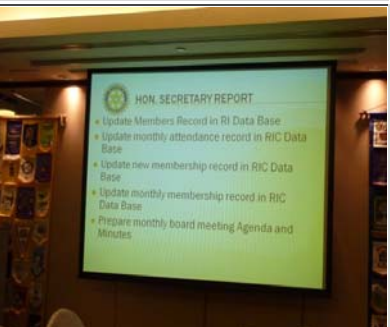 HON. SECRETARY REPORT
Update Members Record in RI Data Base
Update monthly attendance record in RIC Data
Base
Update new membership record in RIC Data
Base
Update monthly membership record in RIC
Data Base
Prepare monthly board meeting Agenda and
Minutes